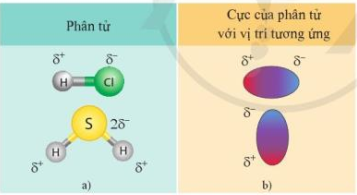 Phân tử
Cực của phân tử
với vị trí tương ứng
δ⁺ δ⁻
H Cl
S 2δ⁻
H H
δ⁺ δ⁺
a)
δ⁺ δ⁻
δ⁻
δ⁺
b)